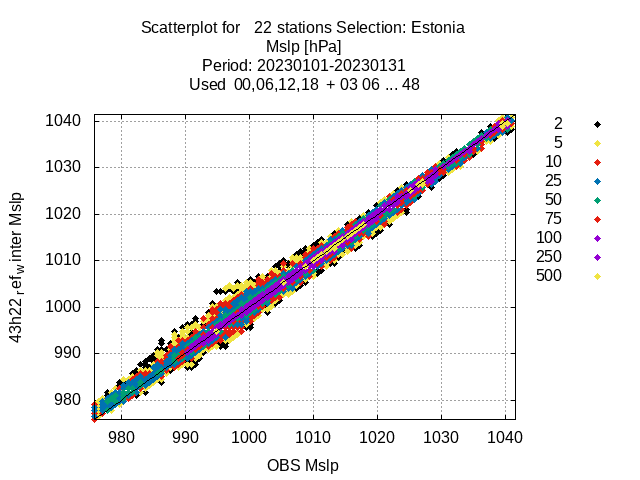 Scatterplot for   22 stations Selection: Estonia
Mslp [hPa]
Period: 20230101-20230131
Used  00,06,12,18  + 03 06 ... 48
43h22_ref_winter Mslp
1040
1030
1020
1010
1000
990
980
980 990 1000 1010 1020 1030 1040
OBS Mslp
2
5
10
25
50
75
100
250
500